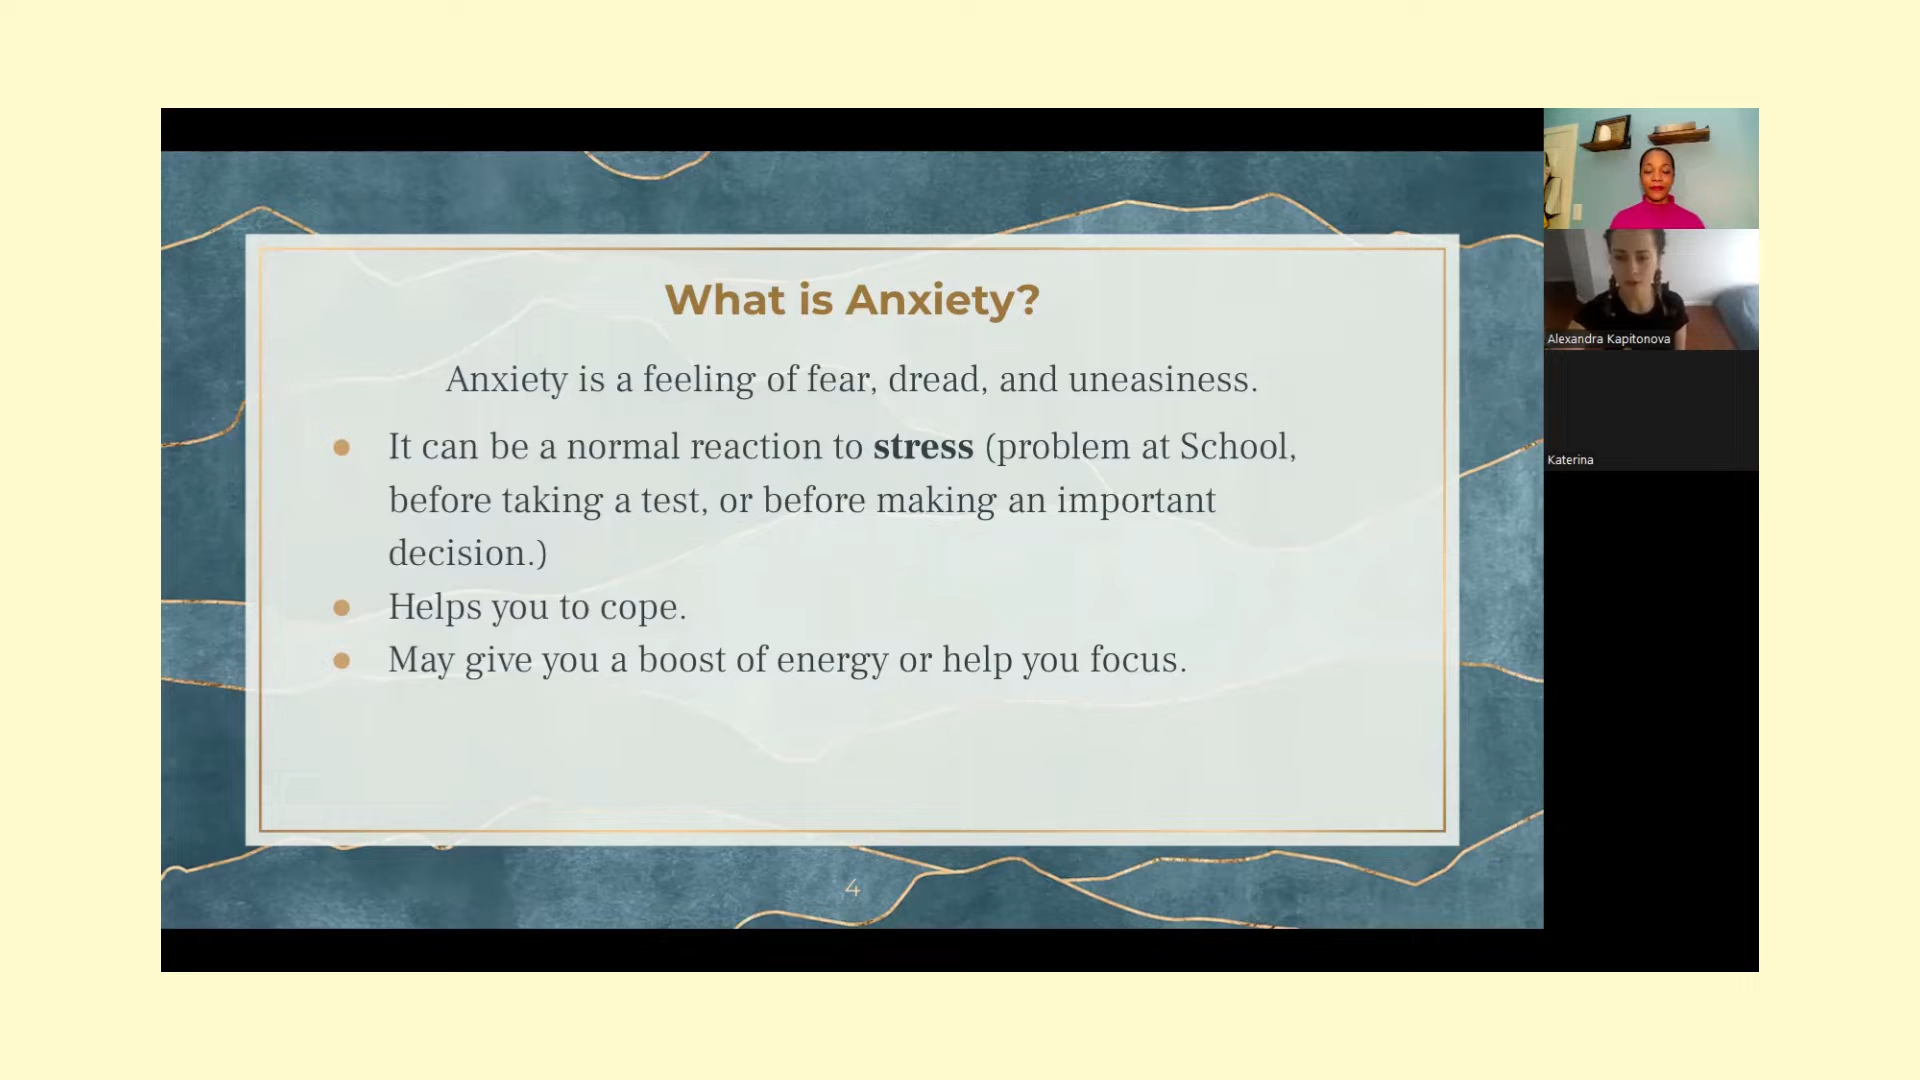 What is Anxiety?
Anxiety is a feeling of fear, dread, and uneasiness.
● It can be a normal reaction to stress (problem at School,
before taking a test, or before making an important
decision.)
● Helps you to cope.
● May give you a boost of energy or help you focus.
4
Alexandra Kapitonova
Katerina